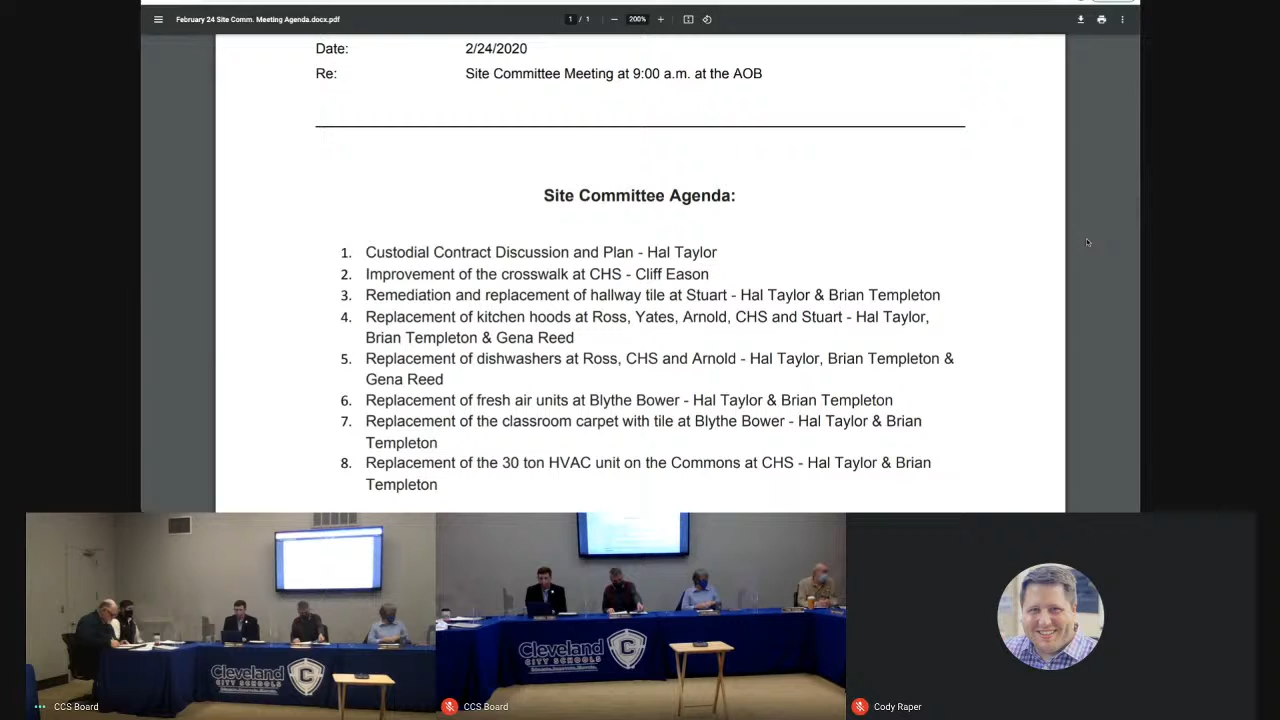 February 24 Site Comm. Meeting Agenda.docx.pdf
1 / 1
200%
Date: 2/24/2020
Re: Site Committee Meeting at 9:00 a.m. at the AOB
Site Committee Agenda:
1. Custodial Contract Discussion and Plan - Hal Taylor
2. Improvement of the crosswalk at CHS - Cliff Eason
3. Remediation and replacement of hallway tile at Stuart - Hal Taylor & Brian Templeton
4. Replacement of kitchen hoods at Ross, Yates, Arnold, CHS and Stuart - Hal Taylor,
Brian Templeton & Gena Reed
5. Replacement of dishwashers at Ross, CHS and Arnold - Hal Taylor, Brian Templeton &
Gena Reed
6. Replacement of fresh air units at Blythe Bower - Hal Taylor & Brian Templeton
7. Replacement of the classroom carpet with tile at Blythe Bower - Hal Taylor & Brian
Templeton
8. Replacement of the 30 ton HVAC unit on the Commons at CHS - Hal Taylor & Brian
Templeton
Cleveland
CITY SCHOOLS
C
Cleveland
CITY SCHOOLS
C
CCS Board
CCS Board
Cody Raper